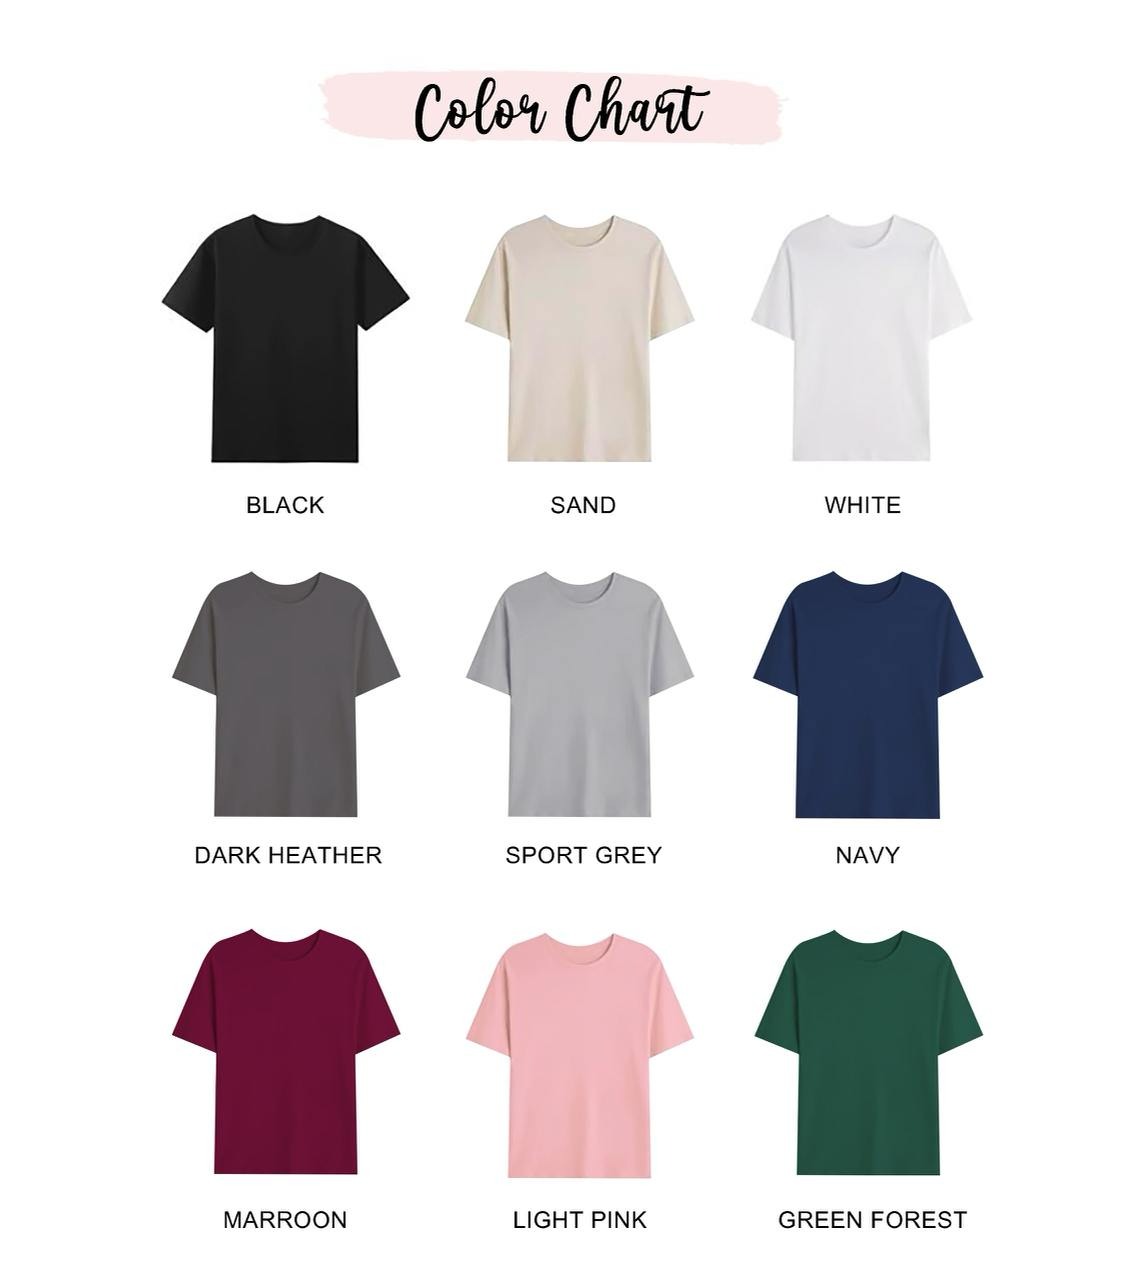 Color Chart
BLACK
SAND
WHITE
DARK HEATHER
SPORT GREY
NAVY
MARROON
LIGHT PINK
GREEN FOREST